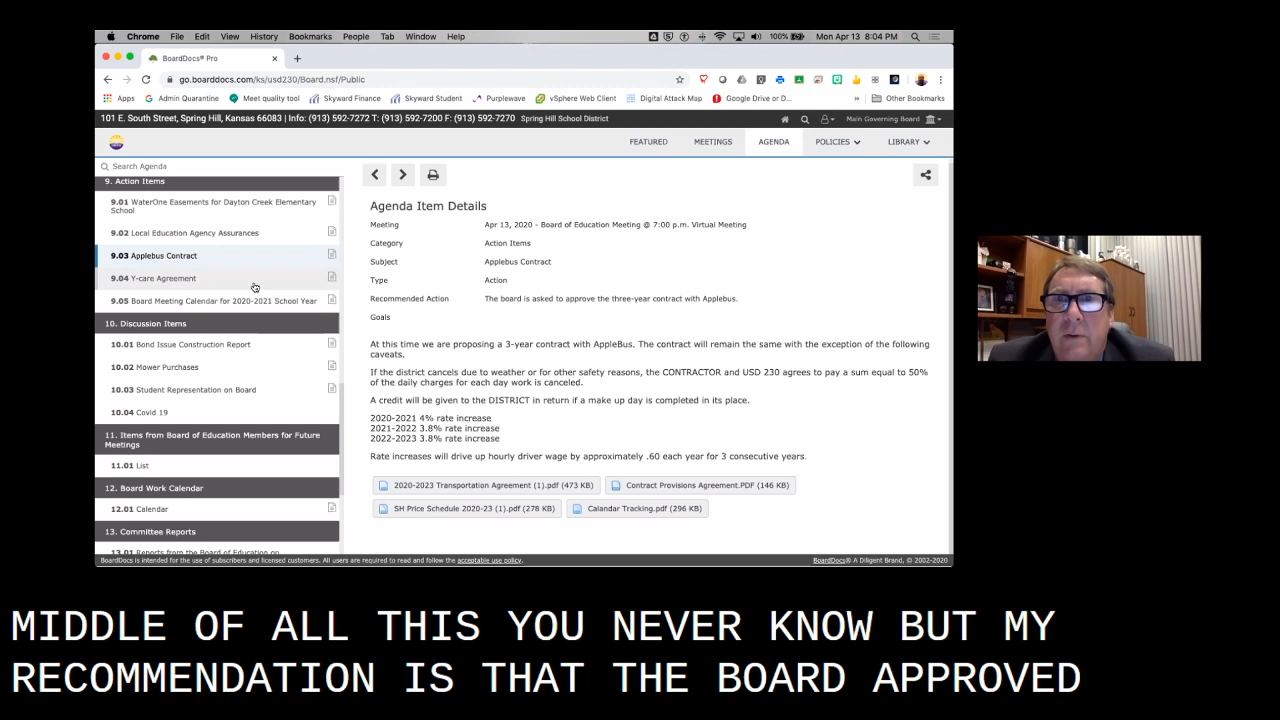 Chrome File Edit View History Bookmarks People Tab Window Help 100% Mon Apr 13 8:04 PM
BoardDocs® Pro
go.boarddocs.com/ks/usd230/Board.nsf/Public
Apps Admin Quarantine Meet quality tool Skyward Finance Skyward Student Purplewave vSphere Web Client Digital Attack Map Google Drive or D... » Other Bookmarks
101 E. South Street, Spring Hill, Kansas 66083 | Info: (913) 592-7272 T: (913) 592-7200 F: (913) 592-7270 Spring Hill School District Main Governing Board
FEATURED MEETINGS AGENDA POLICIES LIBRARY
Search Agenda
9. Action Items
9.01 WaterOne Easements for Dayton Creek Elementary
School
9.02 Local Education Agency Assurances
9.03 Applebus Contract
9.04 Y-care Agreement
9.05 Board Meeting Calendar for 2020-2021 School Year
10. Discussion Items
10.01 Bond Issue Construction Report
10.02 Mower Purchases
10.03 Student Representation on Board
10.04 Covid 19
11. Items from Board of Education Members for Future
Meetings
11.01 List
12. Board Work Calendar
12.01 Calendar
13. Committee Reports
13.01 Reports from the Board of Education on
Agenda Item Details
Meeting Apr 13, 2020 - Board of Education Meeting @ 7:00 p.m. Virtual Meeting
Category Action Items
Subject Applebus Contract
Type Action
Recommended Action The board is asked to approve the three-year contract with Applebus.
Goals
At this time we are proposing a 3-year contract with AppleBus. The contract will remain the same with the exception of the following
caveats.
If the district cancels due to weather or for other safety reasons, the CONTRACTOR and USD 230 agrees to pay a sum equal to 50%
of the daily charges for each day work is canceled.
A credit will be given to the DISTRICT in return if a make up day is completed in its place.
2020-2021 4% rate increase
2021-2022 3.8% rate increase
2022-2023 3.8% rate increase
Rate increases will drive up hourly driver wage by approximately .60 each year for 3 consecutive years.
2020-2023 Transportation Agreement (1).pdf (473 KB) Contract Provisions Agreement.PDF (146 KB)
SH Price Schedule 2020-23 (1).pdf (278 KB) Calandar Tracking.pdf (296 KB)
BoardDocs is intended for the use of subscribers and licensed customers. All users are required to read and follow the acceptable use policy. BoardDocs® A Diligent Brand, © 2002-2020
MIDDLE OF ALL THIS YOU NEVER KNOW BUT MY
RECOMMENDATION IS THAT THE BOARD APPROVED